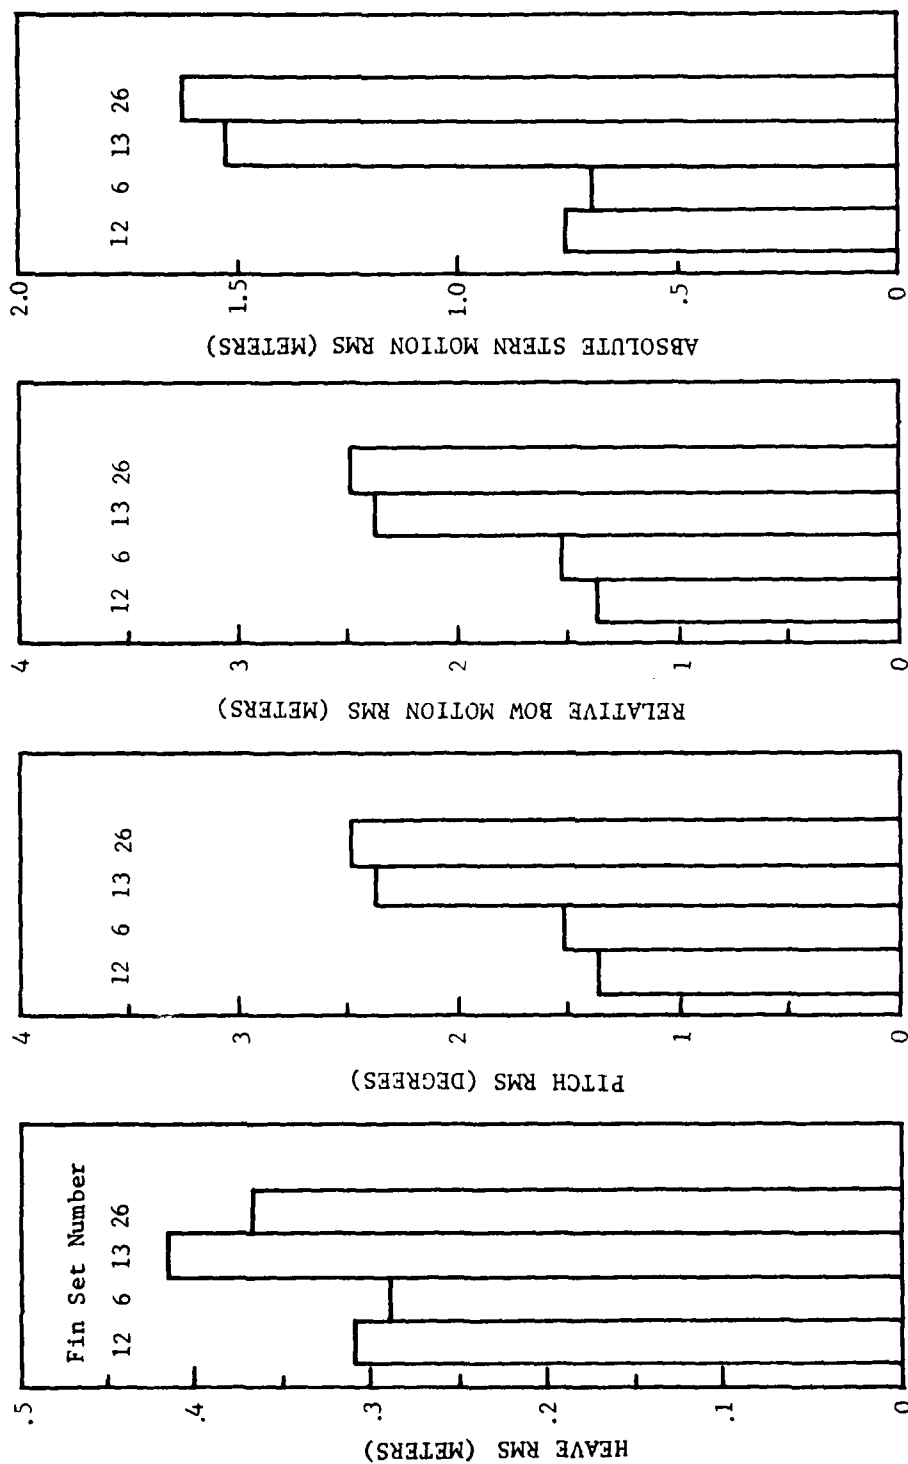 HEAVE RMS (METERS)
.5
.4
.3
.2
.1
0
Fin Set Number
12 6 13 26
PITCH RMS (DEGREES)
4
3
2
1
0
12 6 13 26
RELATIVE BOW MOTION RMS (METERS)
4
3
2
1
0
12 6 13 26
ABSOLUTE STERN MOTION RMS (METERS)
2.0
1.5
1.0
.5
0
12 6 13 26